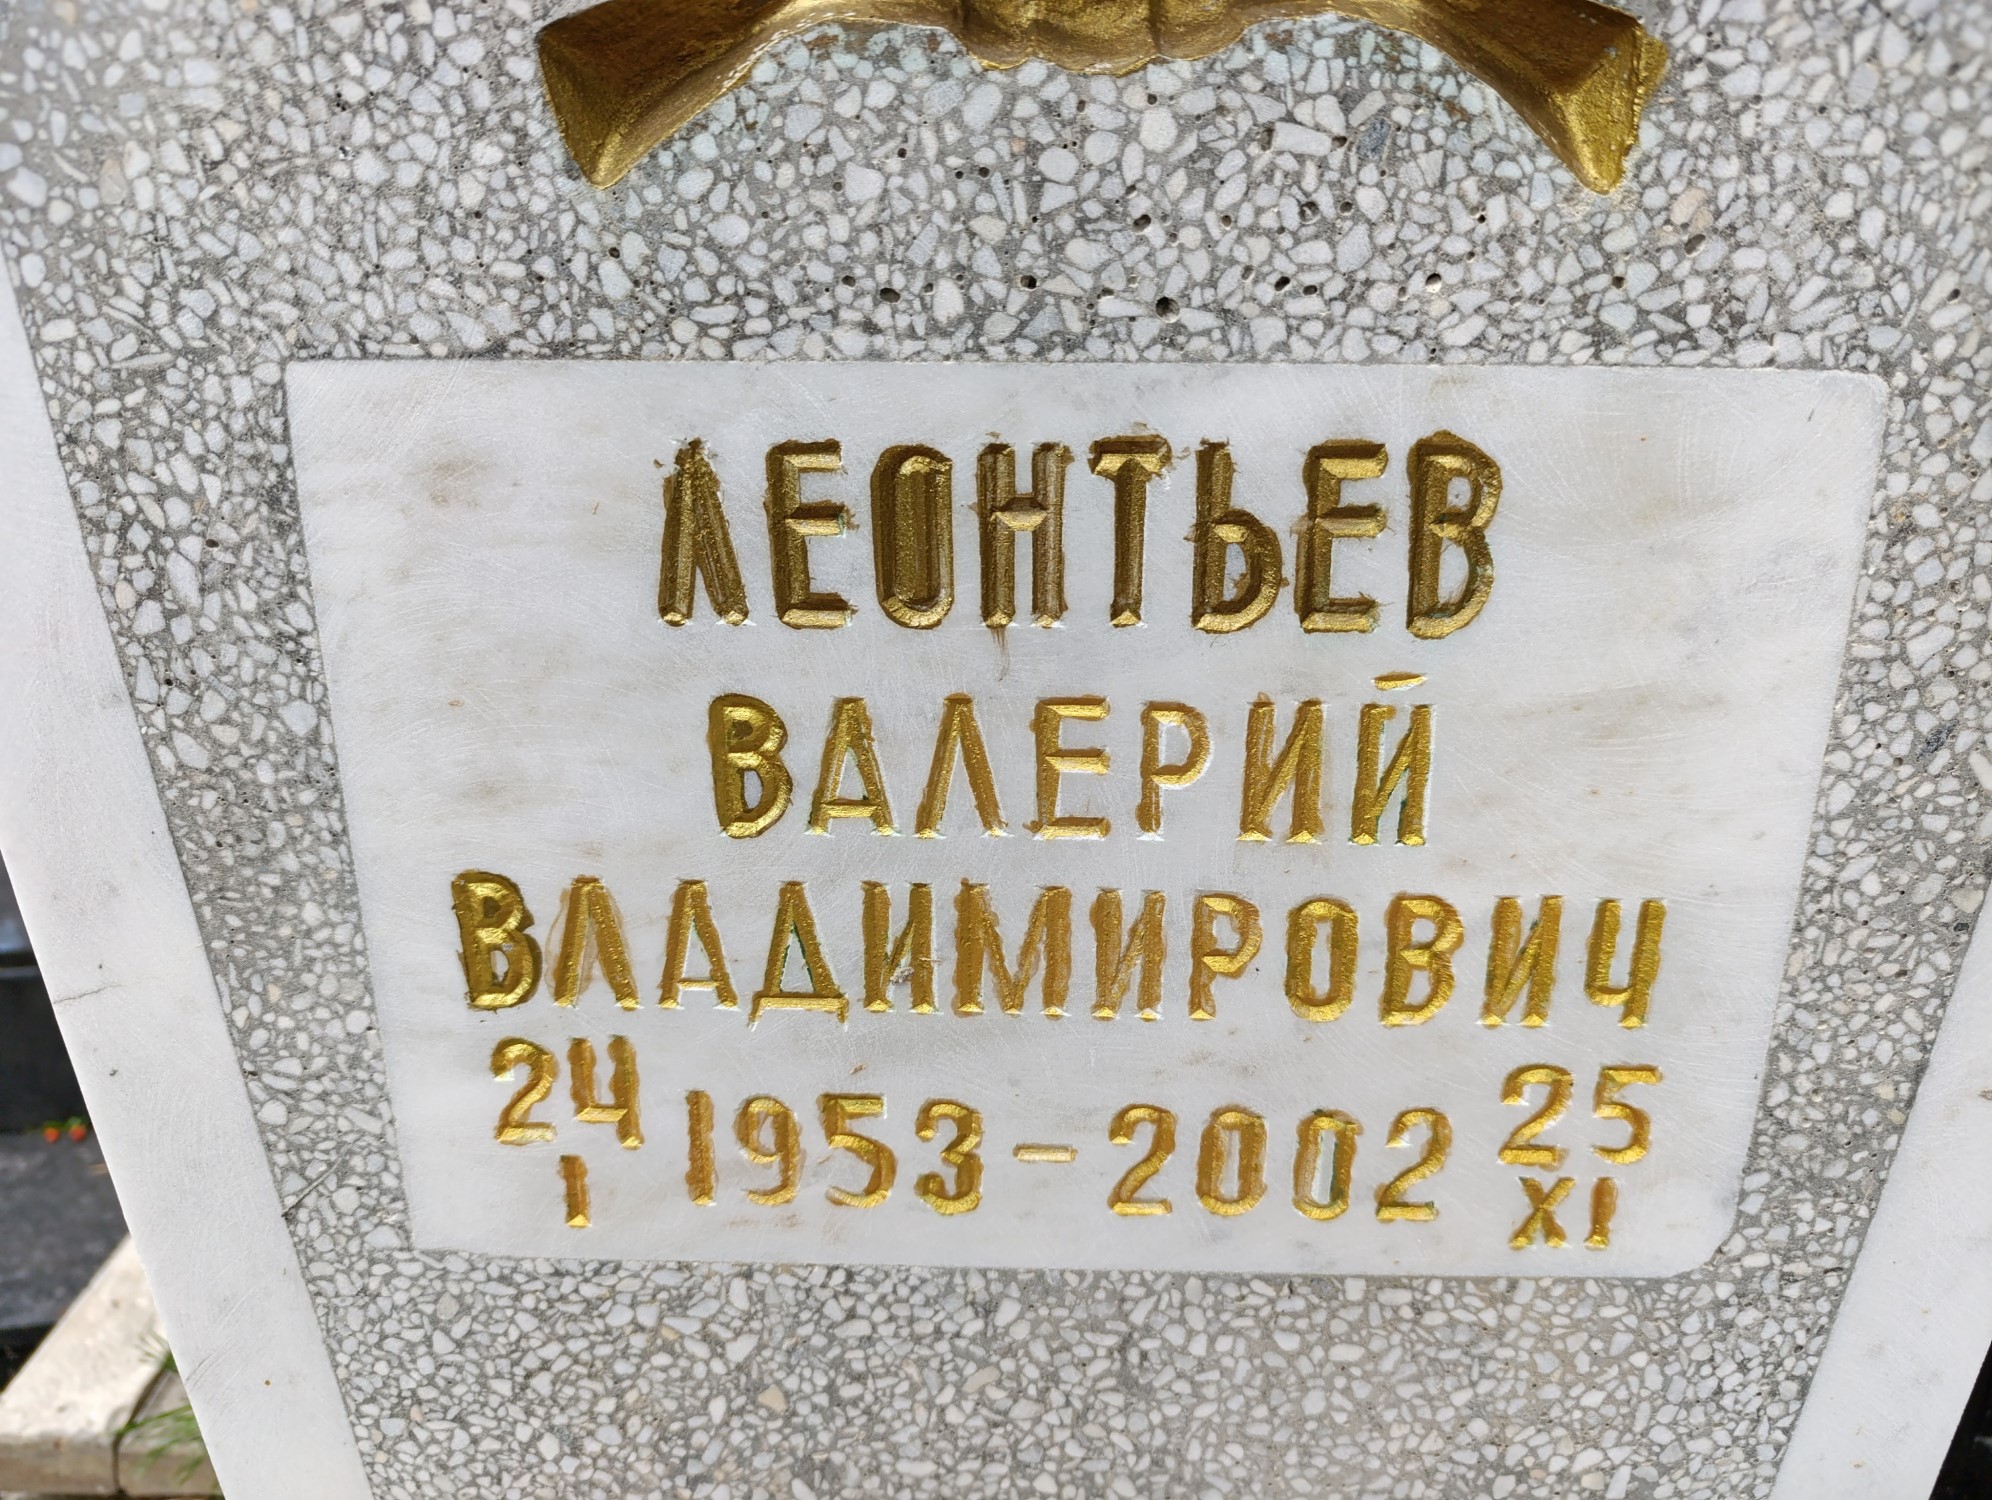 ЛЕОНТЬЕВ
ВАЛЕРИЙ
ВЛАДИМИРОВИЧ
24 I 1953-2002 25 XI